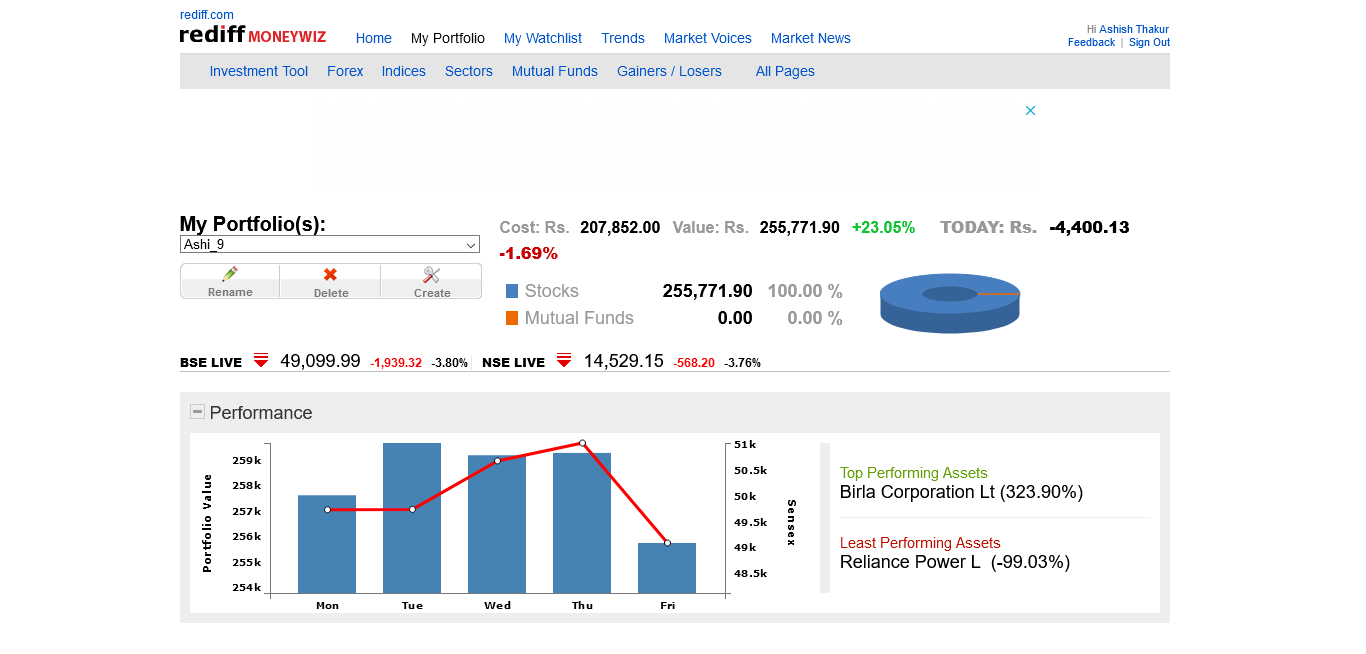 rediff.com
rediff MONEYWIZ
Home My Portfolio My Watchlist Trends Market Voices Market News
Hi Ashish Thakur
Feedback | Sign Out
Investment Tool Forex Indices Sectors Mutual Funds Gainers / Losers All Pages
My Portfolio(s):
Ashi_9
Rename Delete Create
Cost: Rs. 207,852.00 Value: Rs. 255,771.90 +23.05% TODAY: Rs. -4,400.13
-1.69%
Stocks 255,771.90 100.00 %
Mutual Funds 0.00 0.00 %
BSE LIVE 49,099.99 -1,939.32 -3.80% NSE LIVE 14,529.15 -568.20 -3.76%
Performance
Portfolio Value
259k
258k
257k
256k
255k
254k
Mon Tue Wed Thu Fri
51k
50.5k
50k
49.5k
49k
48.5k
Sensex
Top Performing Assets
Birla Corporation Lt (323.90%)
Least Performing Assets
Reliance Power L (-99.03%)